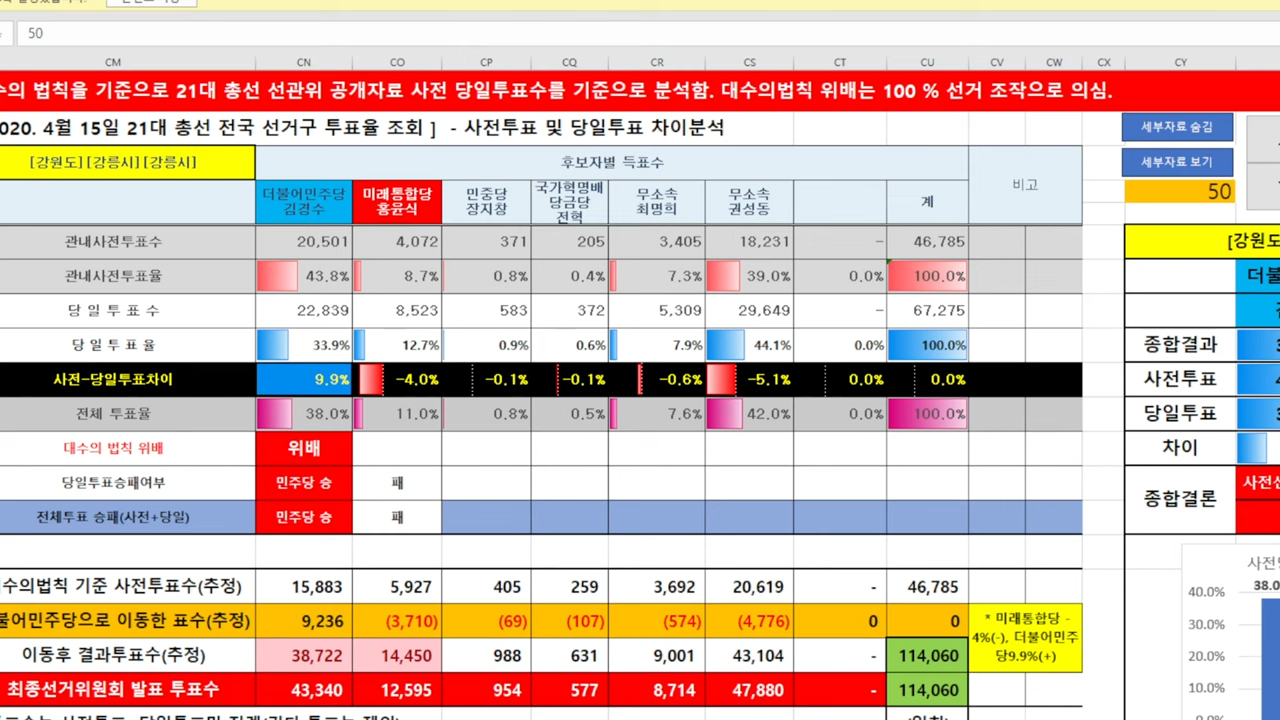 50
CM CN CO CP CQ CR CS CT CU CV CW CX CY
수의 법칙을 기준으로 21대 총선 선관위 공개자료 사전 당일투표수를 기준으로 분석함. 대수의법칙 위배는 100 % 선거 조작으로 의심.
020. 4월 15일 21대 총선 전국 선거구 투표율 조회 ] - 사전투표 및 당일투표 차이분석
세부자료 숨김
[강원도][강릉시][강릉시] 후보자별 득표수 비고
세부자료 보기
50
더불어민주당 김경수
미래통합당 홍윤식
민중당 장지창
국가혁명배당금당 전혁
무소속 최명희
무소속 권성동
계
관내사전투표수 20,501 4,072 371 205 3,405 18,231 – 46,785
[강원도
관내사전투표율 43.8% 8.7% 0.8% 0.4% 7.3% 39.0% 0.0% 100.0%
더불
당 일 투 표 수 22,839 8,523 583 372 5,309 29,649 – 67,275
당 일 투 표 율 33.9% 12.7% 0.9% 0.6% 7.9% 44.1% 0.0% 100.0%
종합결과
사전-당일투표차이 9.9% -4.0% -0.1% -0.1% -0.6% -5.1% 0.0% 0.0%
사전투표
전체 투표율 38.0% 11.0% 0.8% 0.5% 7.6% 42.0% 0.0% 100.0%
당일투표
대수의 법칙 위배 위배
차이
당일투표승패여부 민주당 승 패
종합결론
사전선
전체투표 승패(사전+당일) 민주당 승 패
수의법칙 기준 사전투표수(추정) 15,883 5,927 405 259 3,692 20,619 - 46,785
불어민주당으로 이동한 표수(추정) 9,236 (3,710) (69) (107) (574) (4,776) 0 0
* 미래통합당 -
4%(-), 더불어민주
당9.9%(+)
이동후 결과투표수(추정) 38,722 14,450 988 631 9,001 43,104 - 114,060
최종선거위원회 발표 투표수 43,340 12,595 954 577 8,714 47,880 - 114,060
사전당
38.0
40.0%
30.0%
20.0%
10.0%